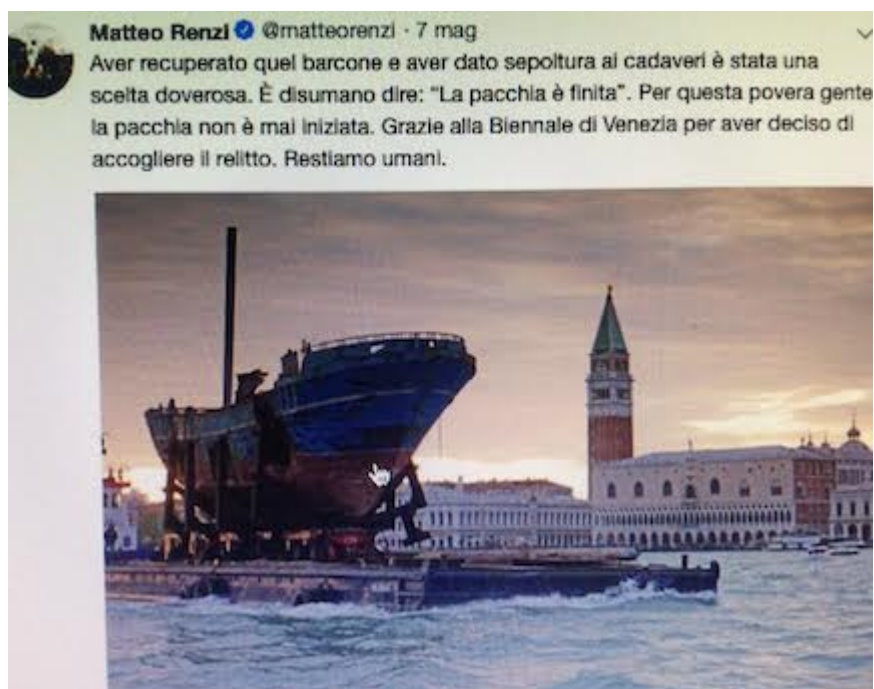 Matteo Renzi @matteorenzi · 7 mag
Aver recuperato quel barcone e aver dato sepoltura ai cadaveri è stata una
scelta doverosa. È disumano dire: “La pacchia è finita”. Per questa povera gente
la pacchia non è mai iniziata. Grazie alla Biennale di Venezia per aver deciso di
accogliere il relitto. Restiamo umani.